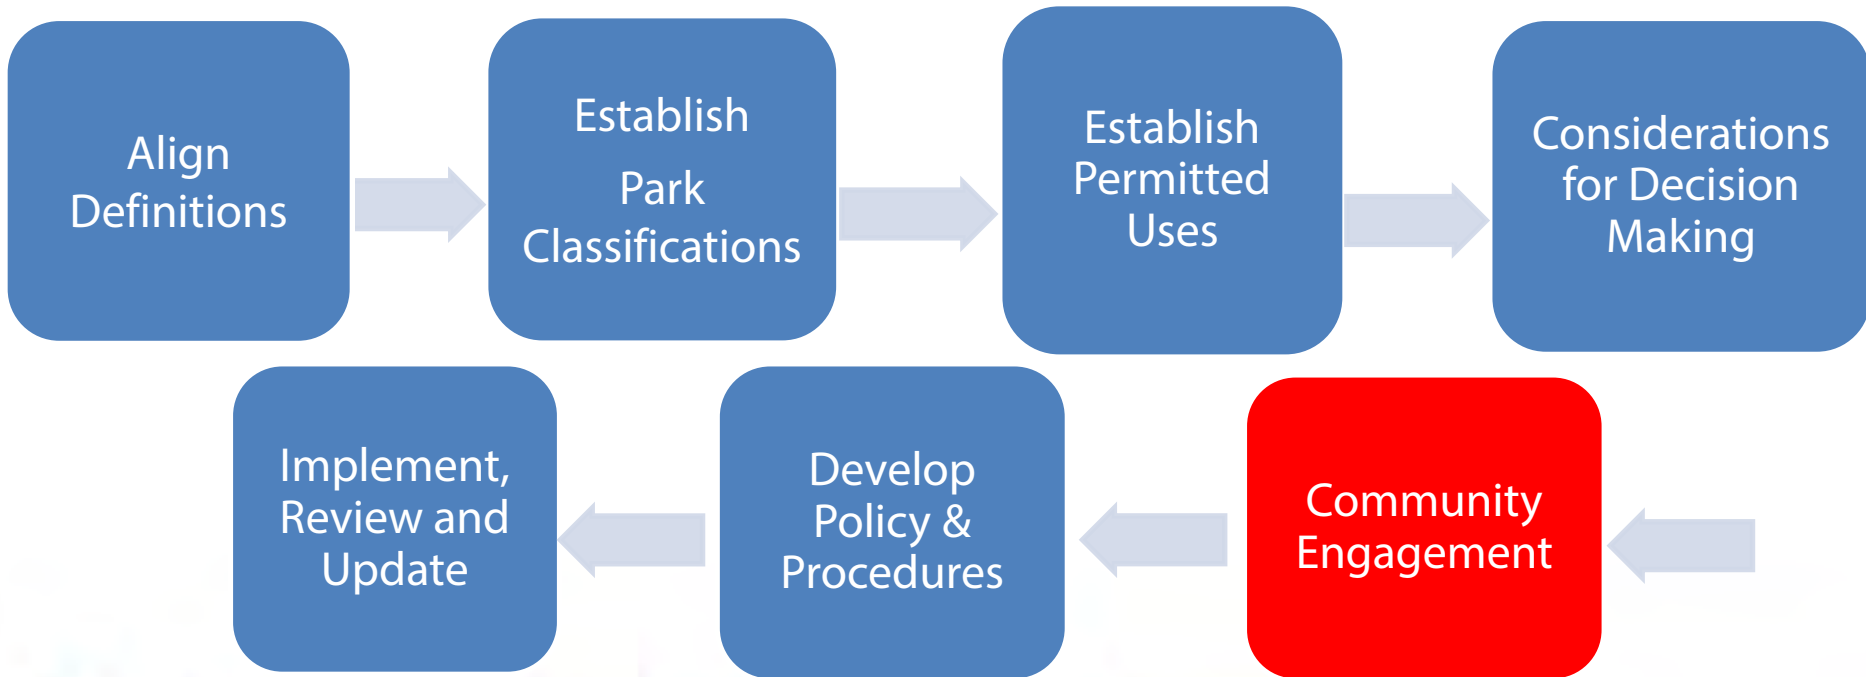 Align
Definitions
Establish
Park
Classifications
Establish
Permitted
Uses
Considerations
for Decision
Making
Implement,
Review and
Update
Develop
Policy &
Procedures
Community
Engagement